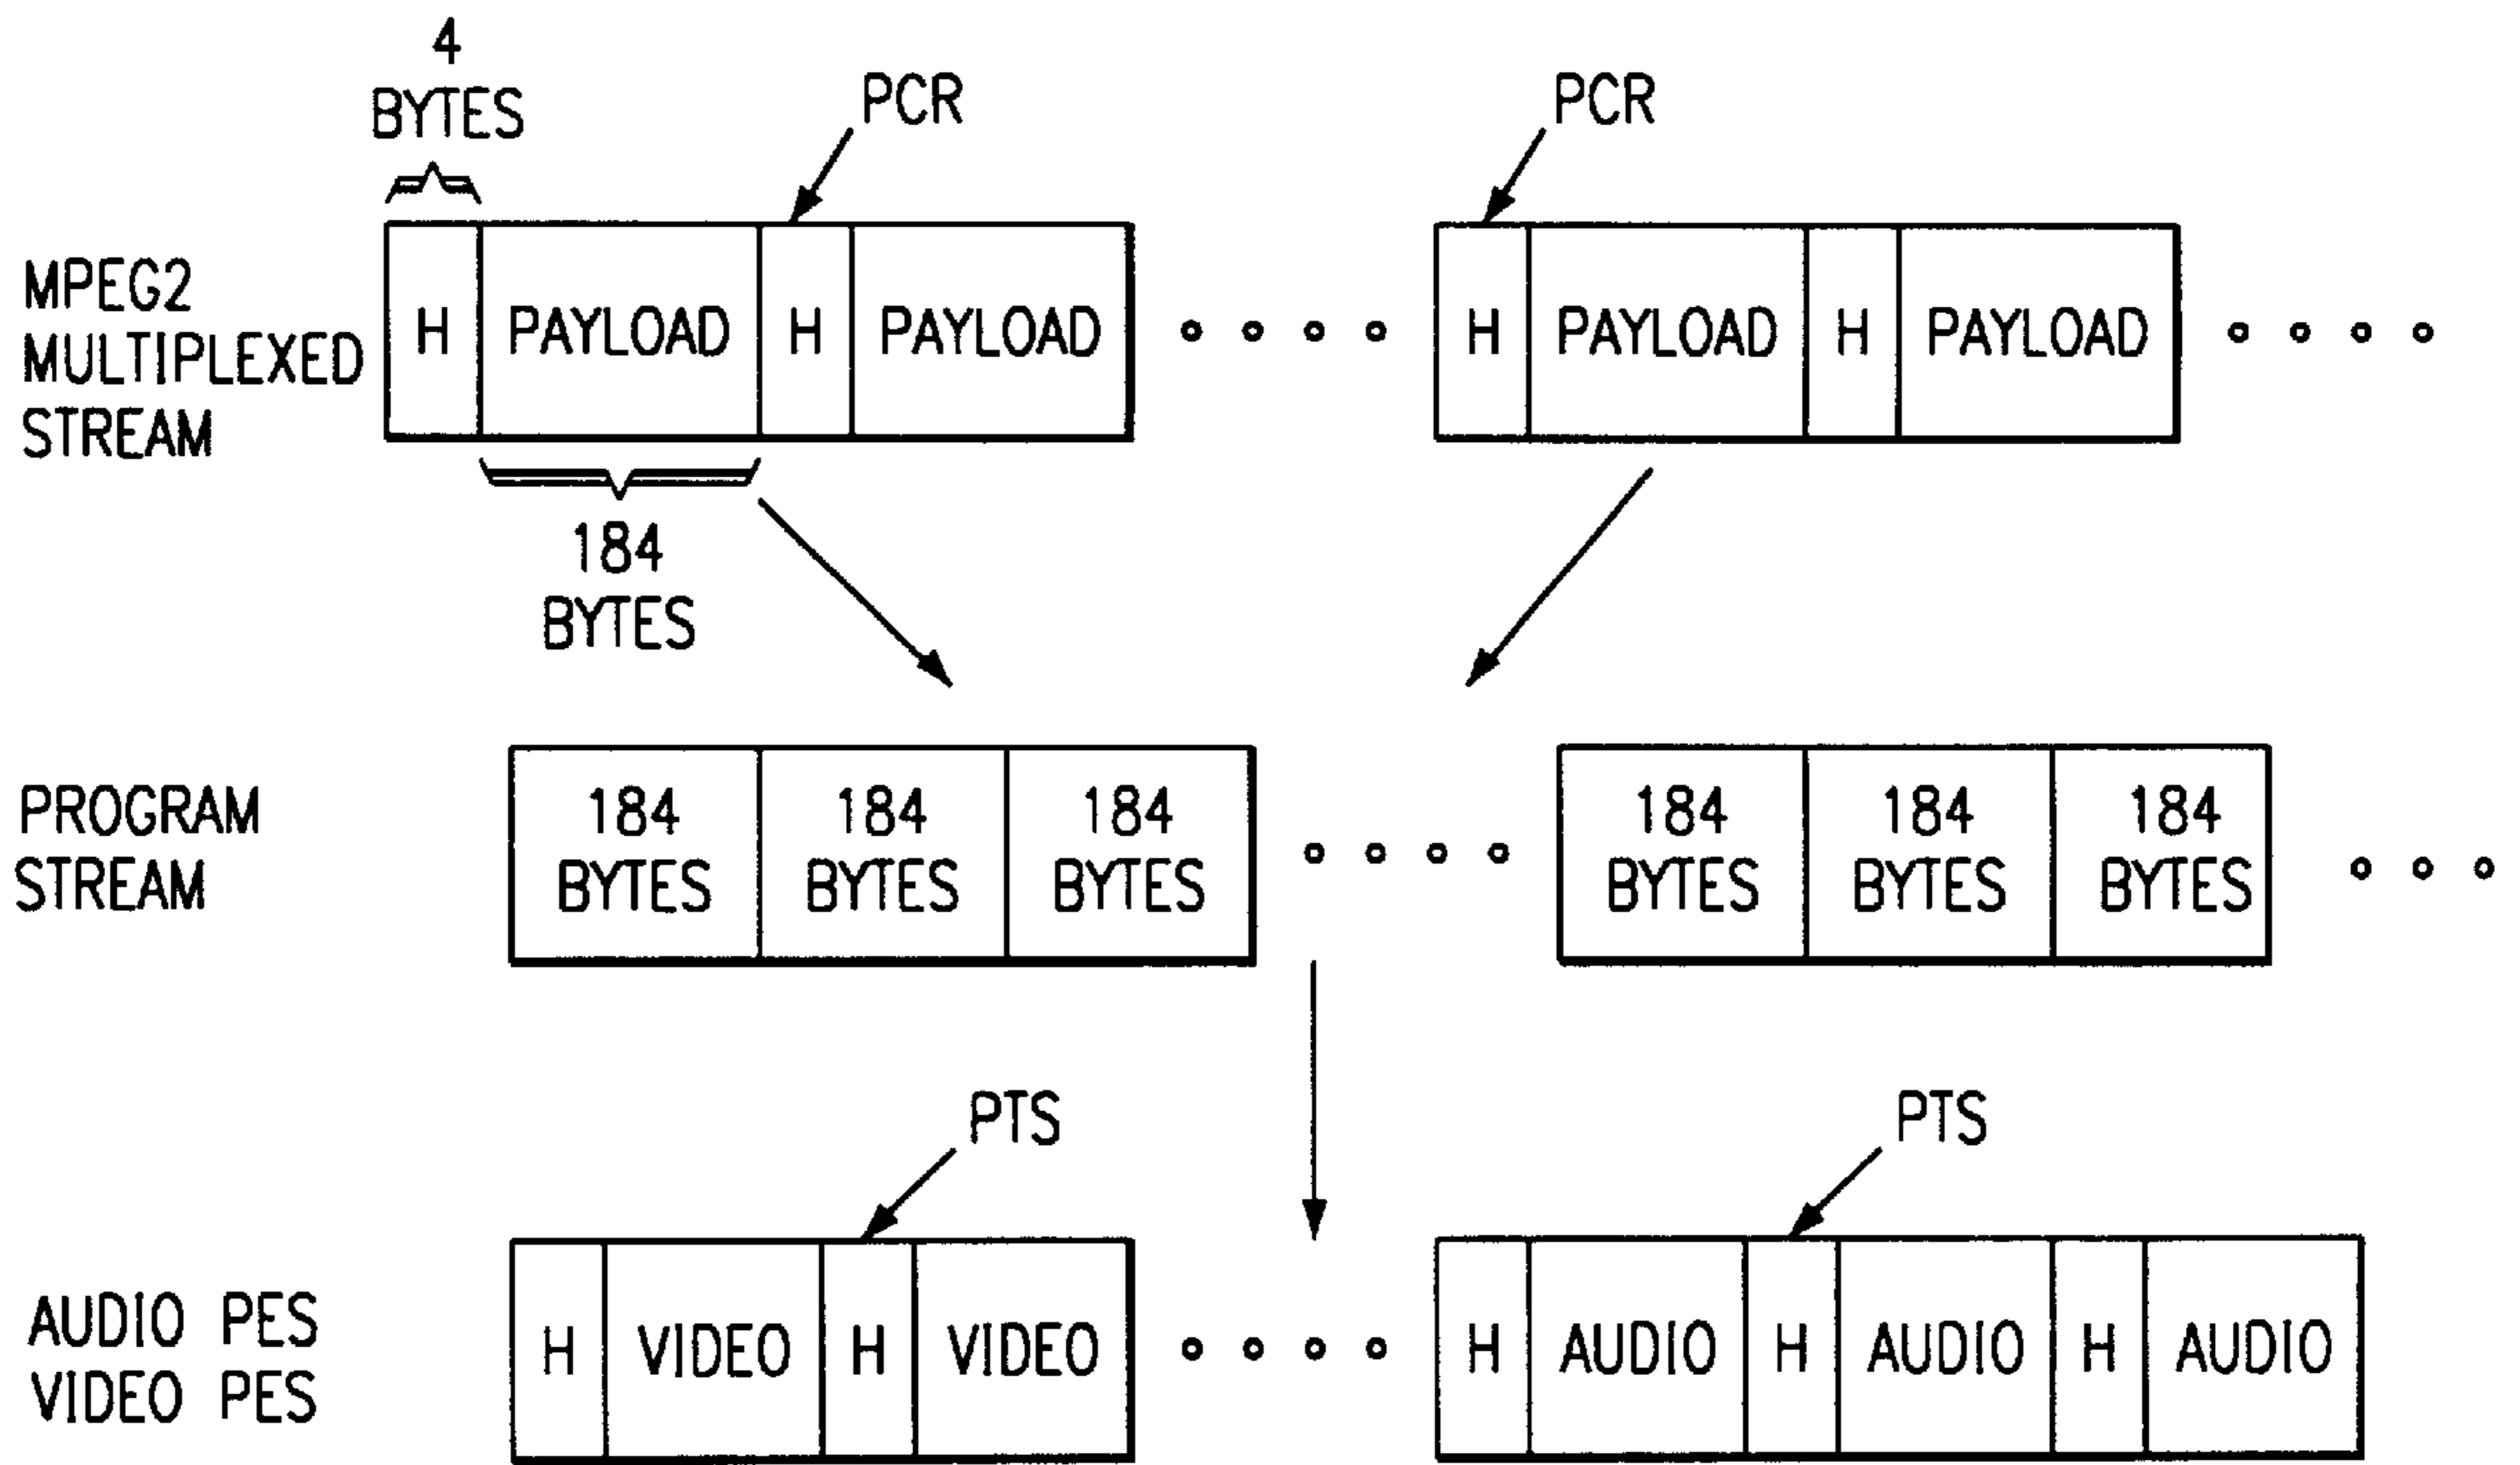 4
BYTES
PCR
PCR
MPEG2
MULTIPLEXED
STREAM
H PAYLOAD H PAYLOAD H PAYLOAD H PAYLOAD
184
BYTES
PROGRAM
STREAM
184 184 184 184 184 184
BYTES BYTES BYTES BYTES BYTES BYTES
PTS
PTS
AUDIO PES
VIDEO PES
H VIDEO H VIDEO H AUDIO H AUDIO H AUDIO